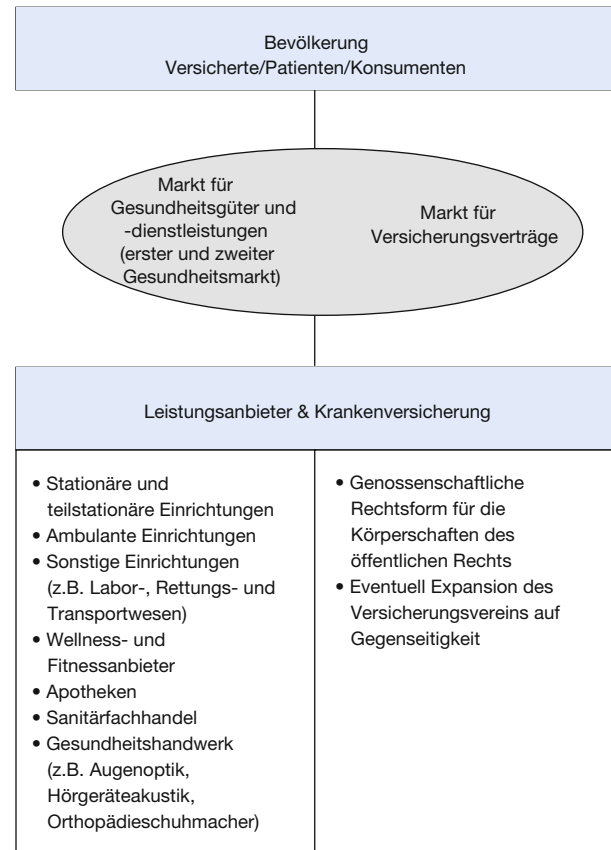 Bevölkerung
Versicherte/Patienten/Konsumenten
Markt für
Gesundheitsgüter und
-dienstleistungen
(erster und zweiter
Gesundheitsmarkt)
Markt für
Versicherungsverträge
Leistungsanbieter & Krankenversicherung
• Stationäre und
teilstationäre Einrichtungen
• Ambulante Einrichtungen
• Sonstige Einrichtungen
(z.B. Labor-, Rettungs- und
Transportwesen)
• Wellness- und
Fitnessanbieter
• Apotheken
• Sanitärfachhandel
• Gesundheitshandwerk
(z.B. Augenoptik,
Hörgeräteakustik,
Orthopädieschuhmacher)
• Genossenschaftliche
Rechtsform für die
Körperschaften des
öffentlichen Rechts
• Eventuell Expansion des
Versicherungsvereins auf
Gegenseitigkeit